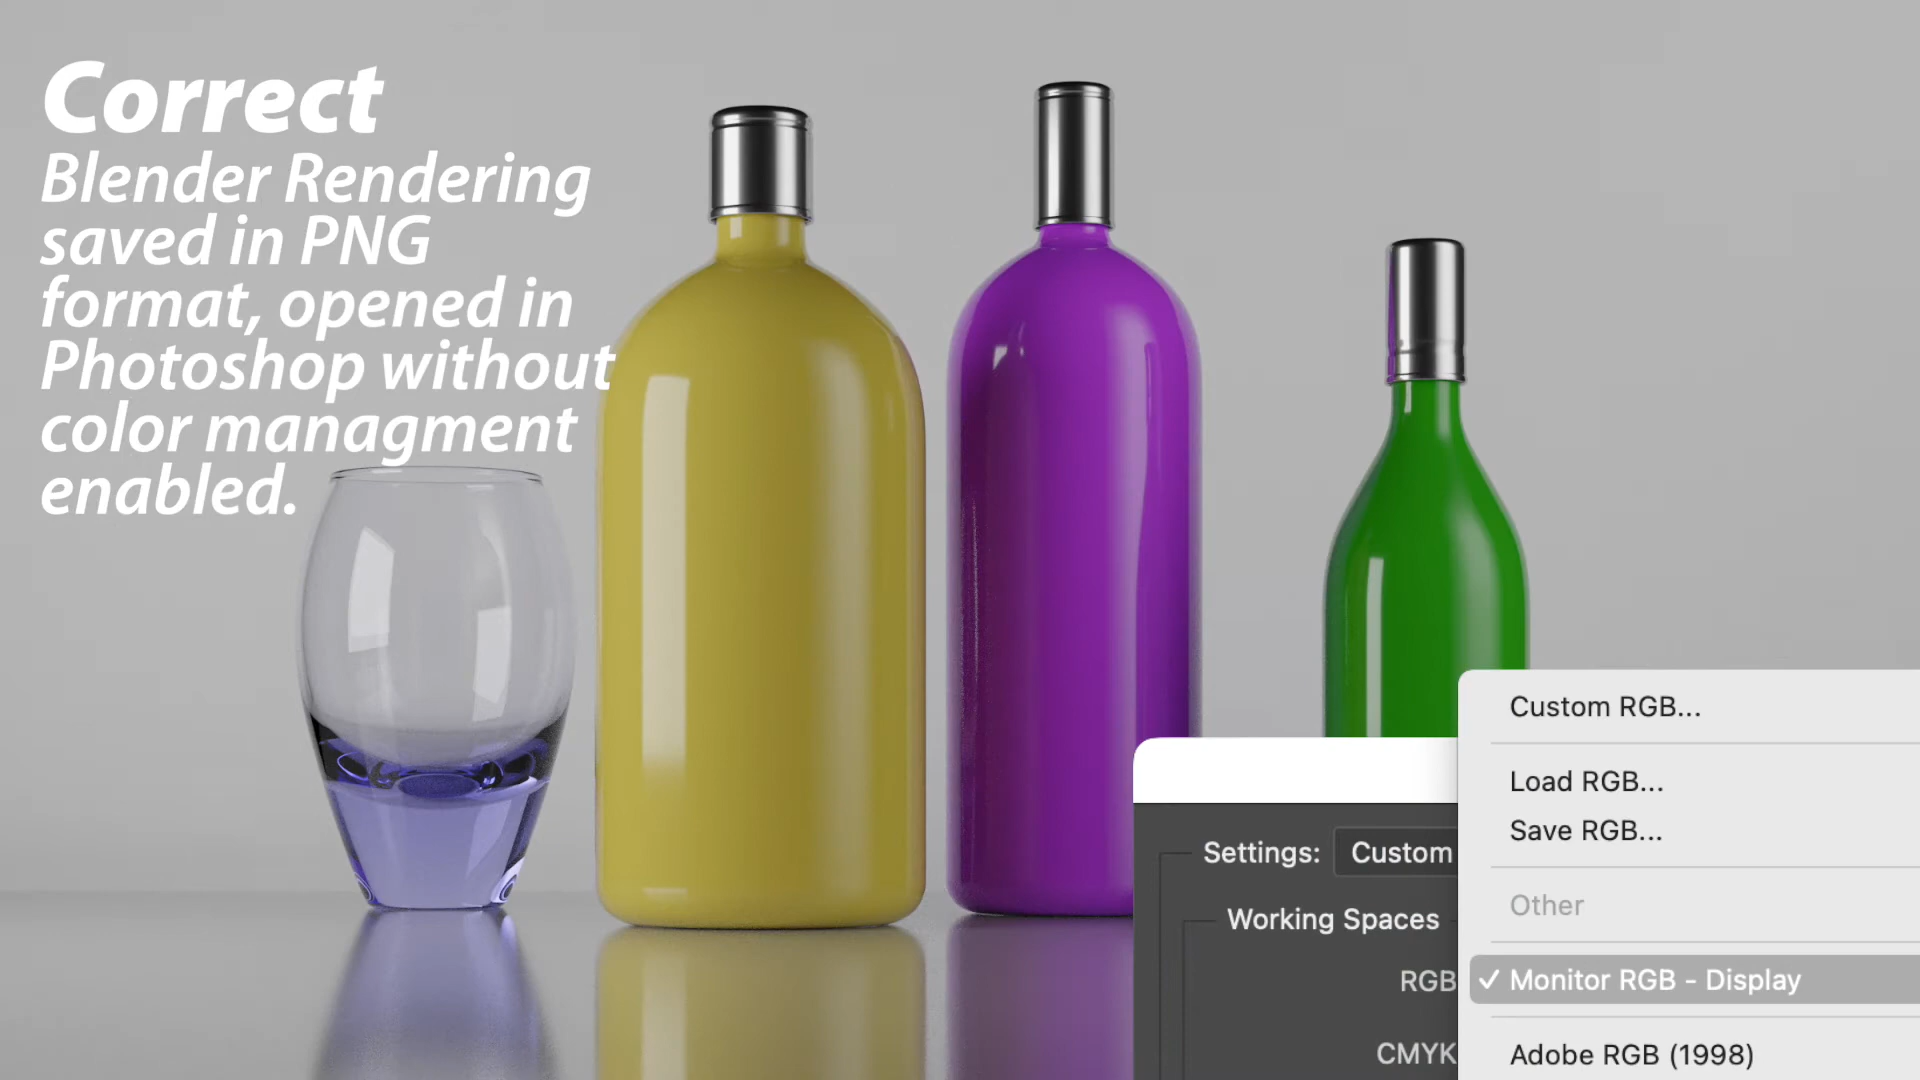 Correct
Blender Rendering
saved in PNG
format, opened in
Photoshop without
color managment
enabled.
Custom RGB...
Load RGB...
Save RGB...
Settings: Custom
Other
Working Spaces
RGB ✓ Monitor RGB - Display
CMYK Adobe RGB (1998)